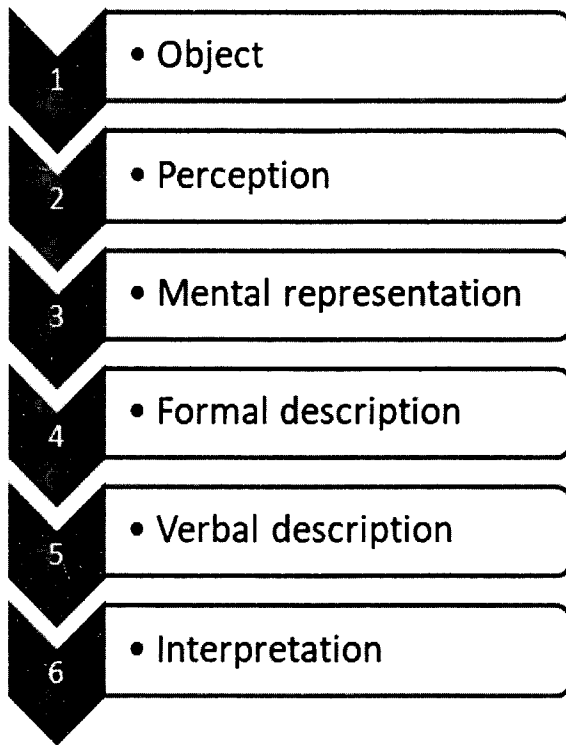 1 • Object
2 • Perception
3 • Mental representation
4 • Formal description
5 • Verbal description
6 • Interpretation